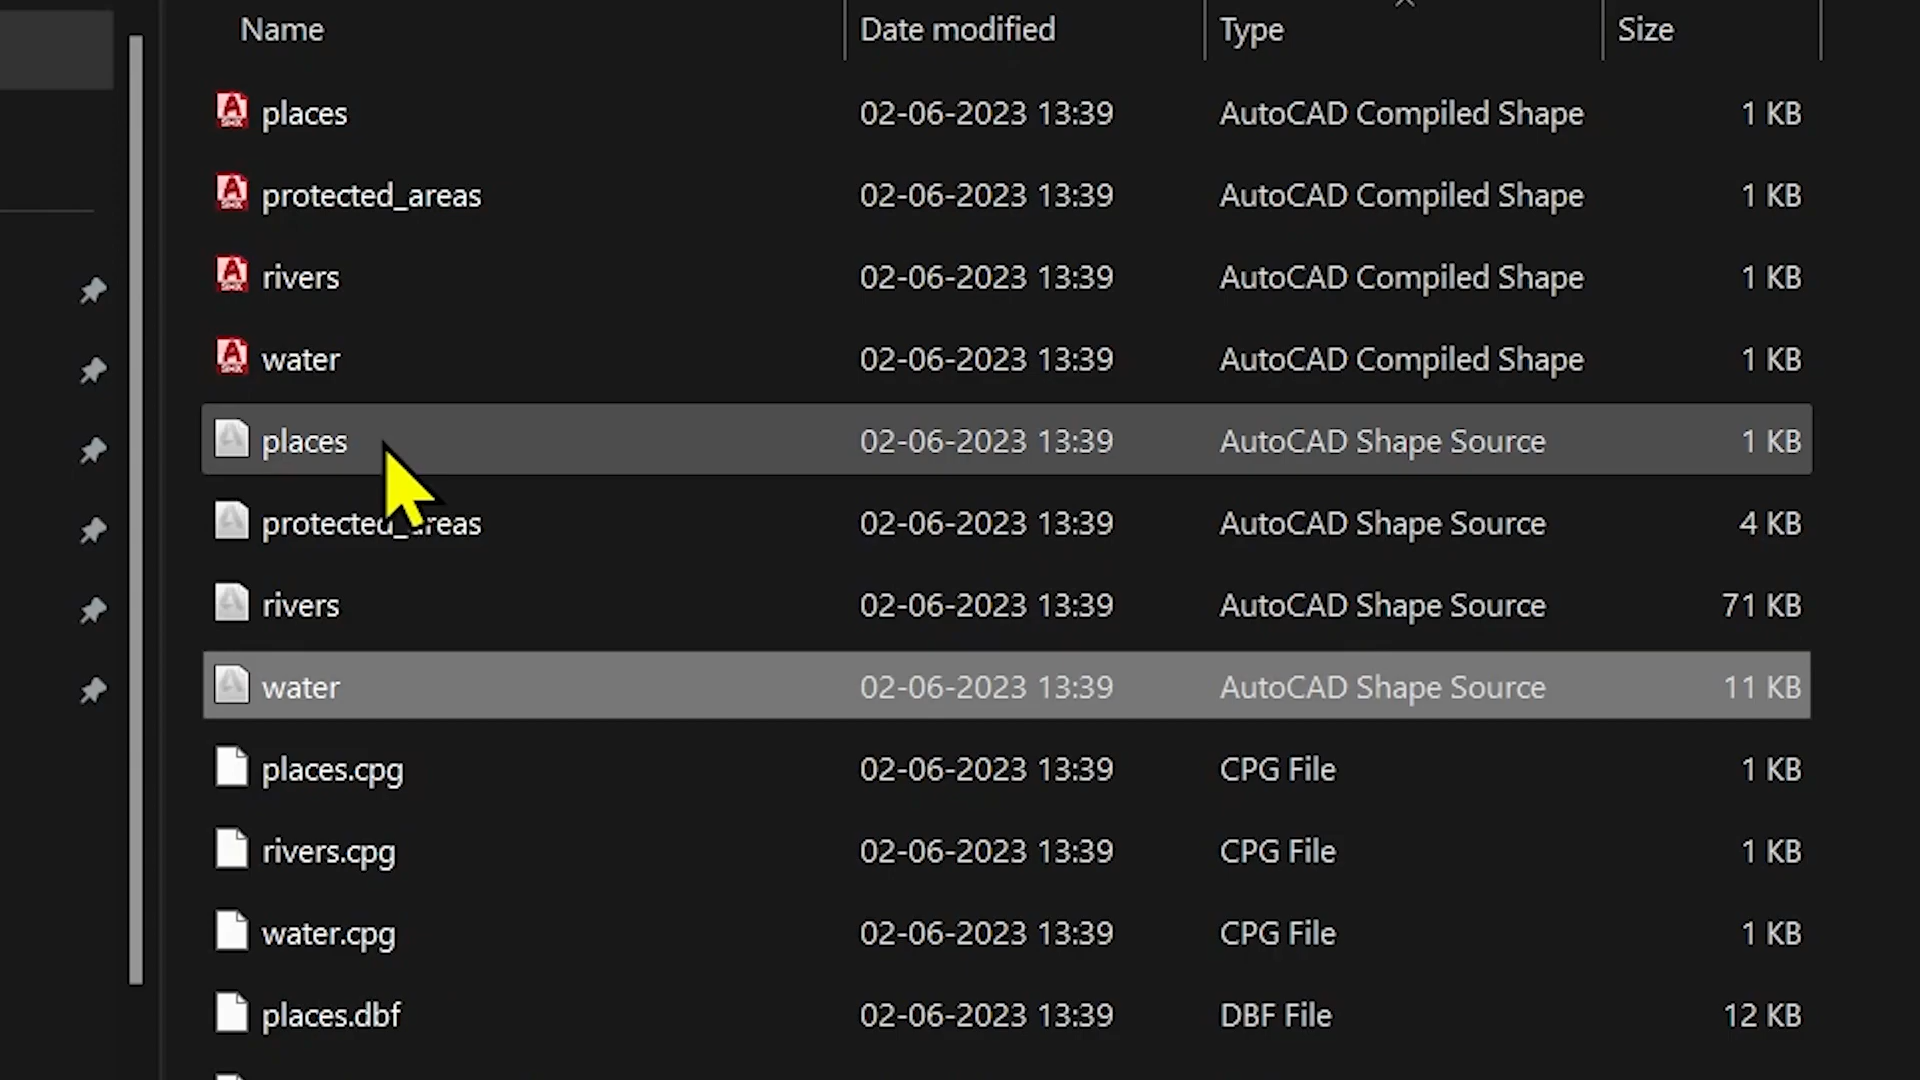 Name Date modified Type Size
places 02-06-2023 13:39 AutoCAD Compiled Shape 1 KB
protected_areas 02-06-2023 13:39 AutoCAD Compiled Shape 1 KB
rivers 02-06-2023 13:39 AutoCAD Compiled Shape 1 KB
water 02-06-2023 13:39 AutoCAD Compiled Shape 1 KB
places 02-06-2023 13:39 AutoCAD Shape Source 1 KB
protected_areas 02-06-2023 13:39 AutoCAD Shape Source 4 KB
rivers 02-06-2023 13:39 AutoCAD Shape Source 71 KB
water 02-06-2023 13:39 AutoCAD Shape Source 11 KB
places.cpg 02-06-2023 13:39 CPG File 1 KB
rivers.cpg 02-06-2023 13:39 CPG File 1 KB
water.cpg 02-06-2023 13:39 CPG File 1 KB
places.dbf 02-06-2023 13:39 DBF File 12 KB